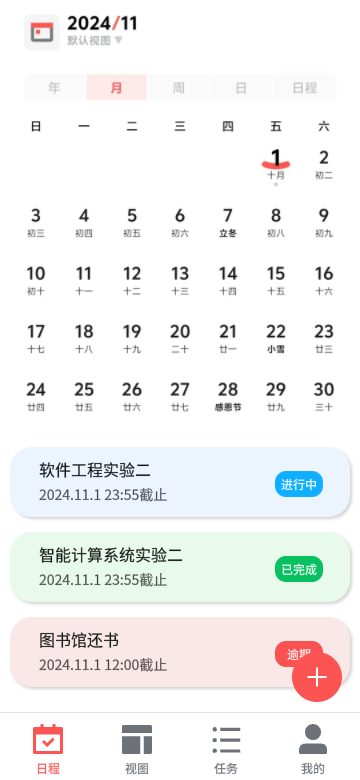 2024/11
默认视图 ▼
年 月 周 日 日程
日 一 二 三 四 五 六
1 2
十月 初二
3 4 5 6 7 8 9
初三 初四 初五 初六 立冬 初八 初九
10 11 12 13 14 15 16
初十 十一 十二 十三 十四 十五 十六
17 18 19 20 21 22 23
十七 十八 十九 二十 廿一 小雪 廿三
24 25 26 27 28 29 30
廿四 廿五 廿六 廿七 感恩节 廿九 三十
软件工程实验二
2024.11.1 23:55截止
进行中
智能计算系统实验二
2024.11.1 23:55截止
已完成
图书馆还书
2024.11.1 12:00截止
逾期
日程 视图 任务 我的